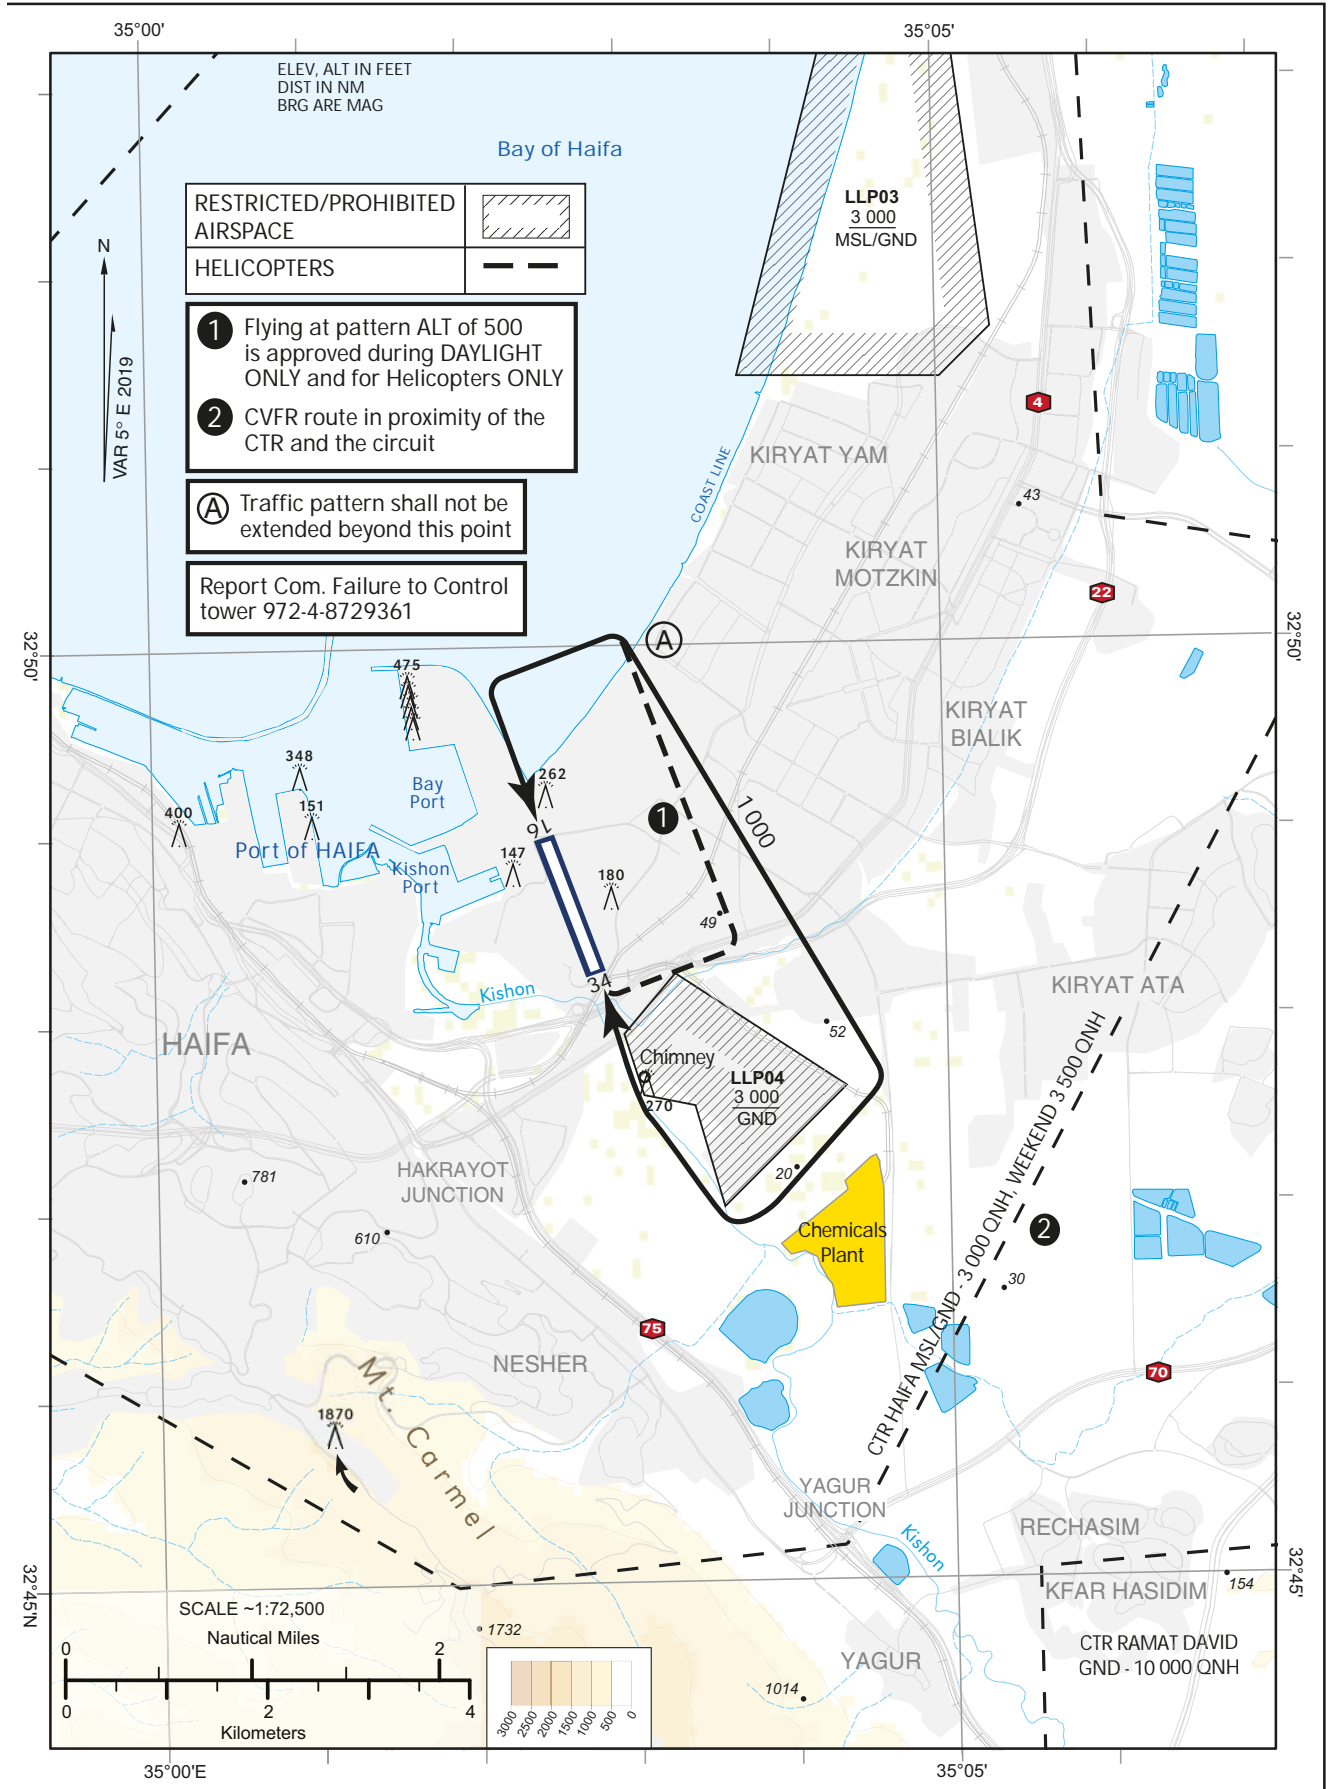 35°00'
35°05'
ELEV, ALT IN FEET
DIST IN NM
BRG ARE MAG
Bay of Haifa
RESTRICTED/PROHIBITED
AIRSPACE
HELICOPTERS
LLP03
3 000
MSL/GND
N
VAR 5° E 2019
1 Flying at pattern ALT of 500
is approved during DAYLIGHT
ONLY and for Helicopters ONLY
2 CVFR route in proximity of the
CTR and the circuit
A Traffic pattern shall not be
extended beyond this point
Report Com. Failure to Control
tower 972-4-8729361
4
COAST LINE
KIRYAT YAM
43
KIRYAT
MOTZKIN
22
32°50'
32°50'
A
475
KIRYAT
BIALIK
348
262
Bay
Port
151
400
1
1 000
16
Port of HAIFA
Kishon
Port
147
180
49
34
Kishon
KIRYAT ATA
HAIFA
52
Chimney
270
LLP04
3 000
GND
CTR HAIFA MSL/GND - 3 000 QNH, WEEKEND 3 500 QNH
781
HAKRAYOT
JUNCTION
20
610
Chemicals
Plant
2
30
75
NESHER
70
Mt. Carmel
1870
YAGUR
JUNCTION
RECHASIM
Kishon
32°45'N
32°45'
154
KFAR HASIDIM
SCALE ~1:72,500
Nautical Miles
0 2
0 2 4
Kilometers
1732
3000 2500 2000 1500 1000 500 0
YAGUR
1014
CTR RAMAT DAVID
GND - 10 000 QNH
35°00'E
35°05'